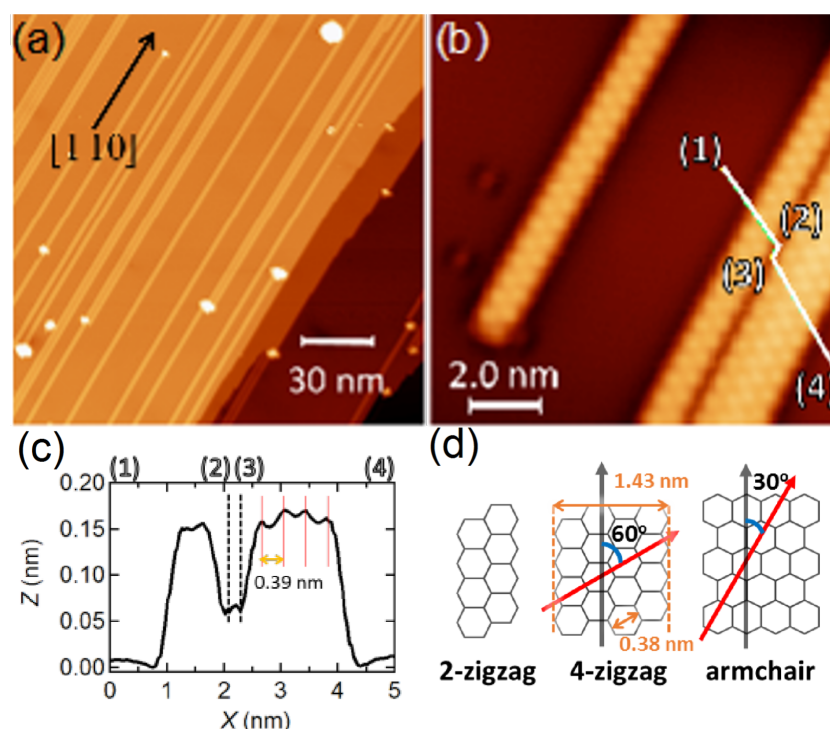 (a)
[1 10]
30 nm
(b)
(1)
(2)
(3)
(4)
2.0 nm
(c)
(1) (2) (3) (4)
0.20
0.15
0.10
0.05
0.00
Z (nm)
0.39 nm
0 1 2 3 4 5
X (nm)
(d)
1.43 nm
60°
30°
0.38 nm
2-zigzag 4-zigzag armchair